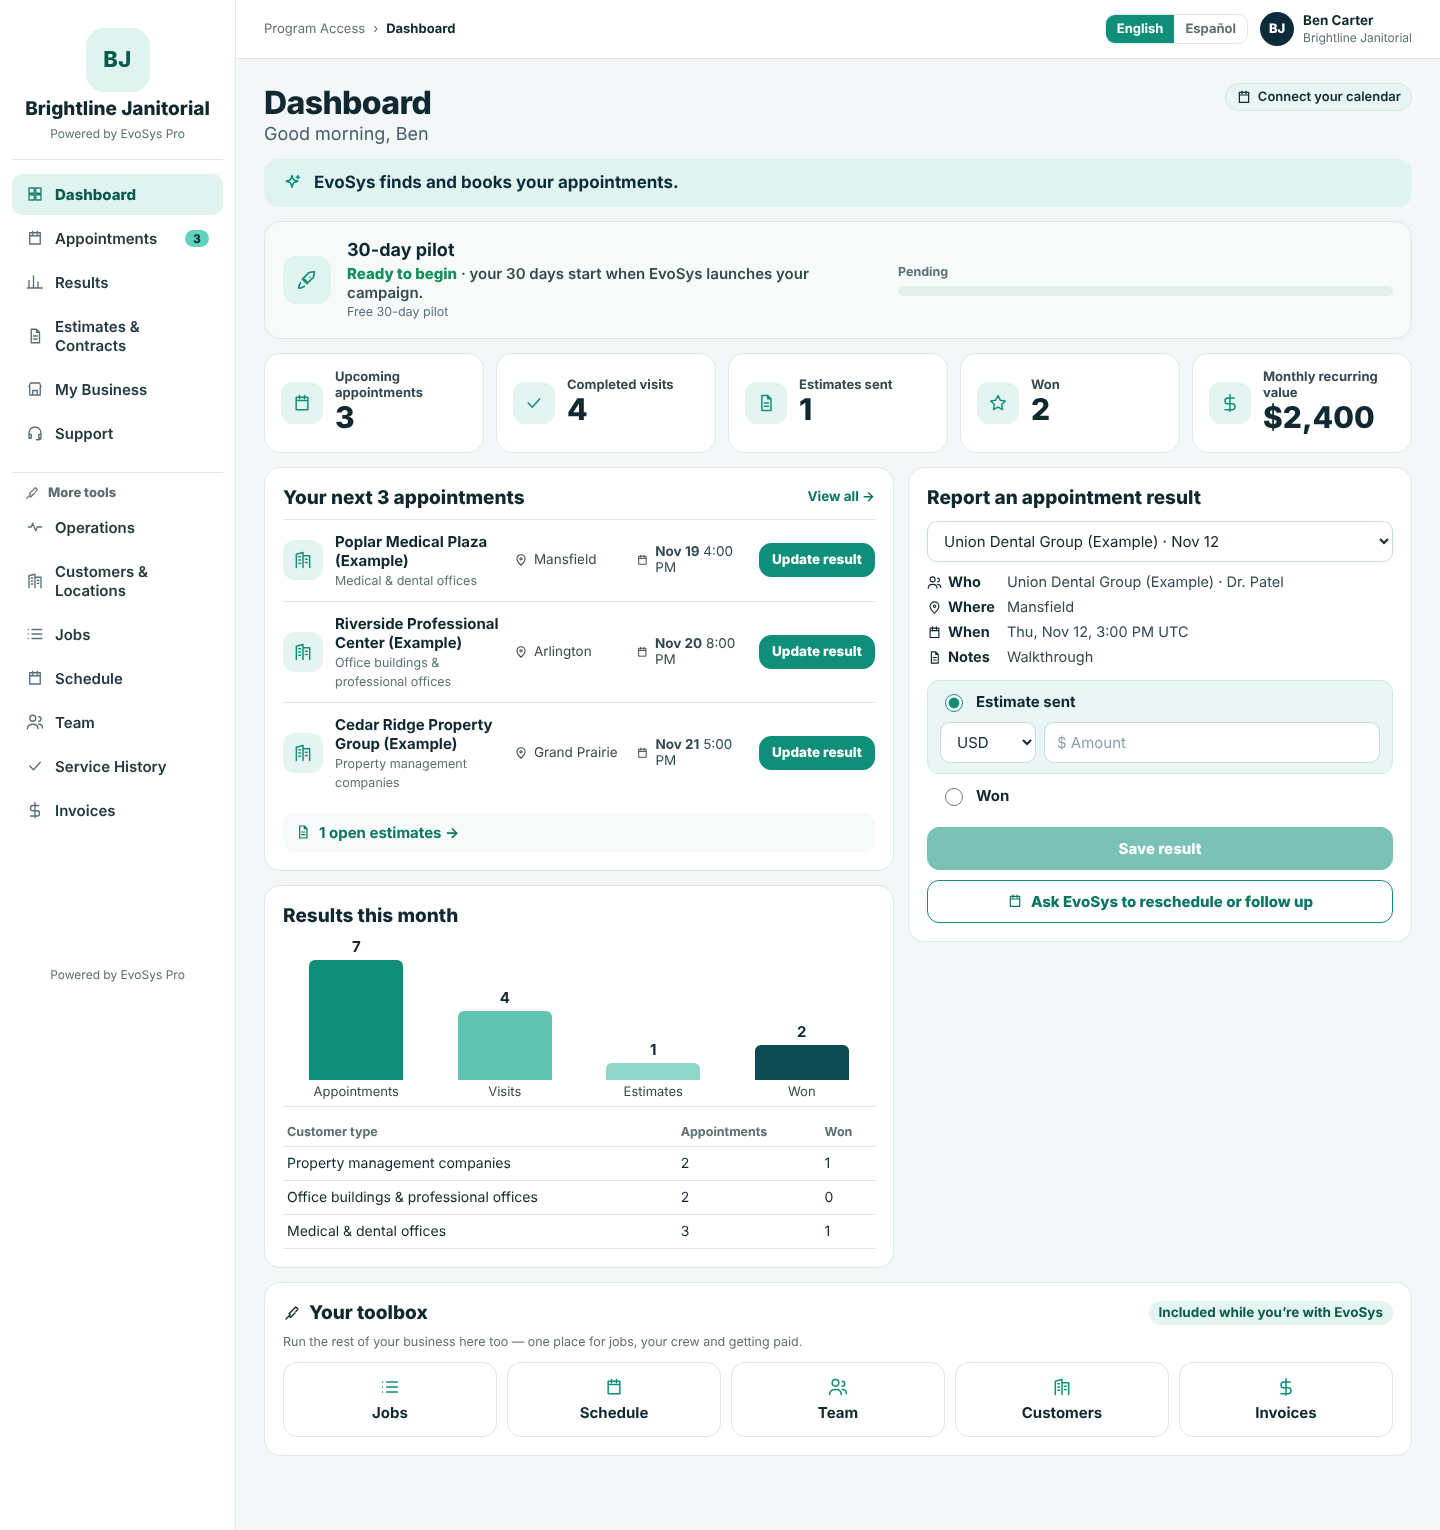 BJ
Brightline Janitorial
Powered by EvoSys Pro
Dashboard
Appointments 3
Results
Estimates &
Contracts
My Business
Support
More tools
Operations
Customers &
Locations
Jobs
Schedule
Team
Service History
Invoices
Powered by EvoSys Pro
Program Access › Dashboard
English Español
BJ
Ben Carter
Brightline Janitorial
Dashboard
Good morning, Ben
Connect your calendar
EvoSys finds and books your appointments.
30-day pilot
Ready to begin · your 30 days start when EvoSys launches your
campaign.
Free 30-day pilot
Pending
Upcoming
appointments
3
Completed visits
4
Estimates sent
1
Won
2
Monthly recurring
value
$2,400
Your next 3 appointments
View all →
Poplar Medical Plaza
(Example)
Medical & dental offices
Mansfield
Nov 19 4:00
PM
Update result
Riverside Professional
Center (Example)
Office buildings &
professional offices
Arlington
Nov 20 8:00
PM
Update result
Cedar Ridge Property
Group (Example)
Property management
companies
Grand Prairie
Nov 21 5:00
PM
Update result
1 open estimates →
Report an appointment result
Union Dental Group (Example) · Nov 12
Who Union Dental Group (Example) · Dr. Patel
Where Mansfield
When Thu, Nov 12, 3:00 PM UTC
Notes Walkthrough
Estimate sent
USD
$ Amount
Won
Save result
Ask EvoSys to reschedule or follow up
Results this month
7
4
1
2
Appointments
Visits
Estimates
Won
Customer type Appointments Won
Property management companies 2 1
Office buildings & professional offices 2 0
Medical & dental offices 3 1
Your toolbox
Included while you’re with EvoSys
Run the rest of your business here too — one place for jobs, your crew and getting paid.
Jobs
Schedule
Team
Customers
Invoices